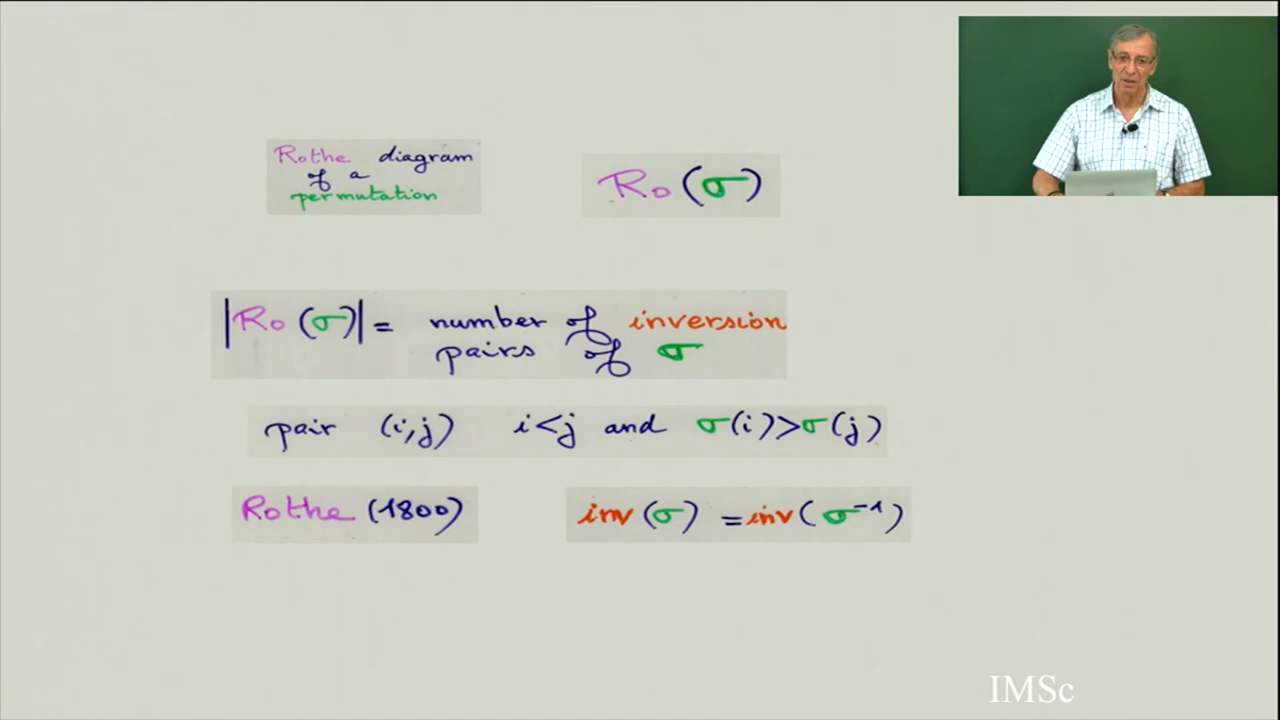 Rothe diagram
of a
permutation
Ro(σ)
|Ro(σ)| = number of inversion
pairs of σ
pair (i,j) i<j and σ(i)>σ(j)
Rothe (1800)
inv(σ) = inv(σ⁻¹)
IMSc